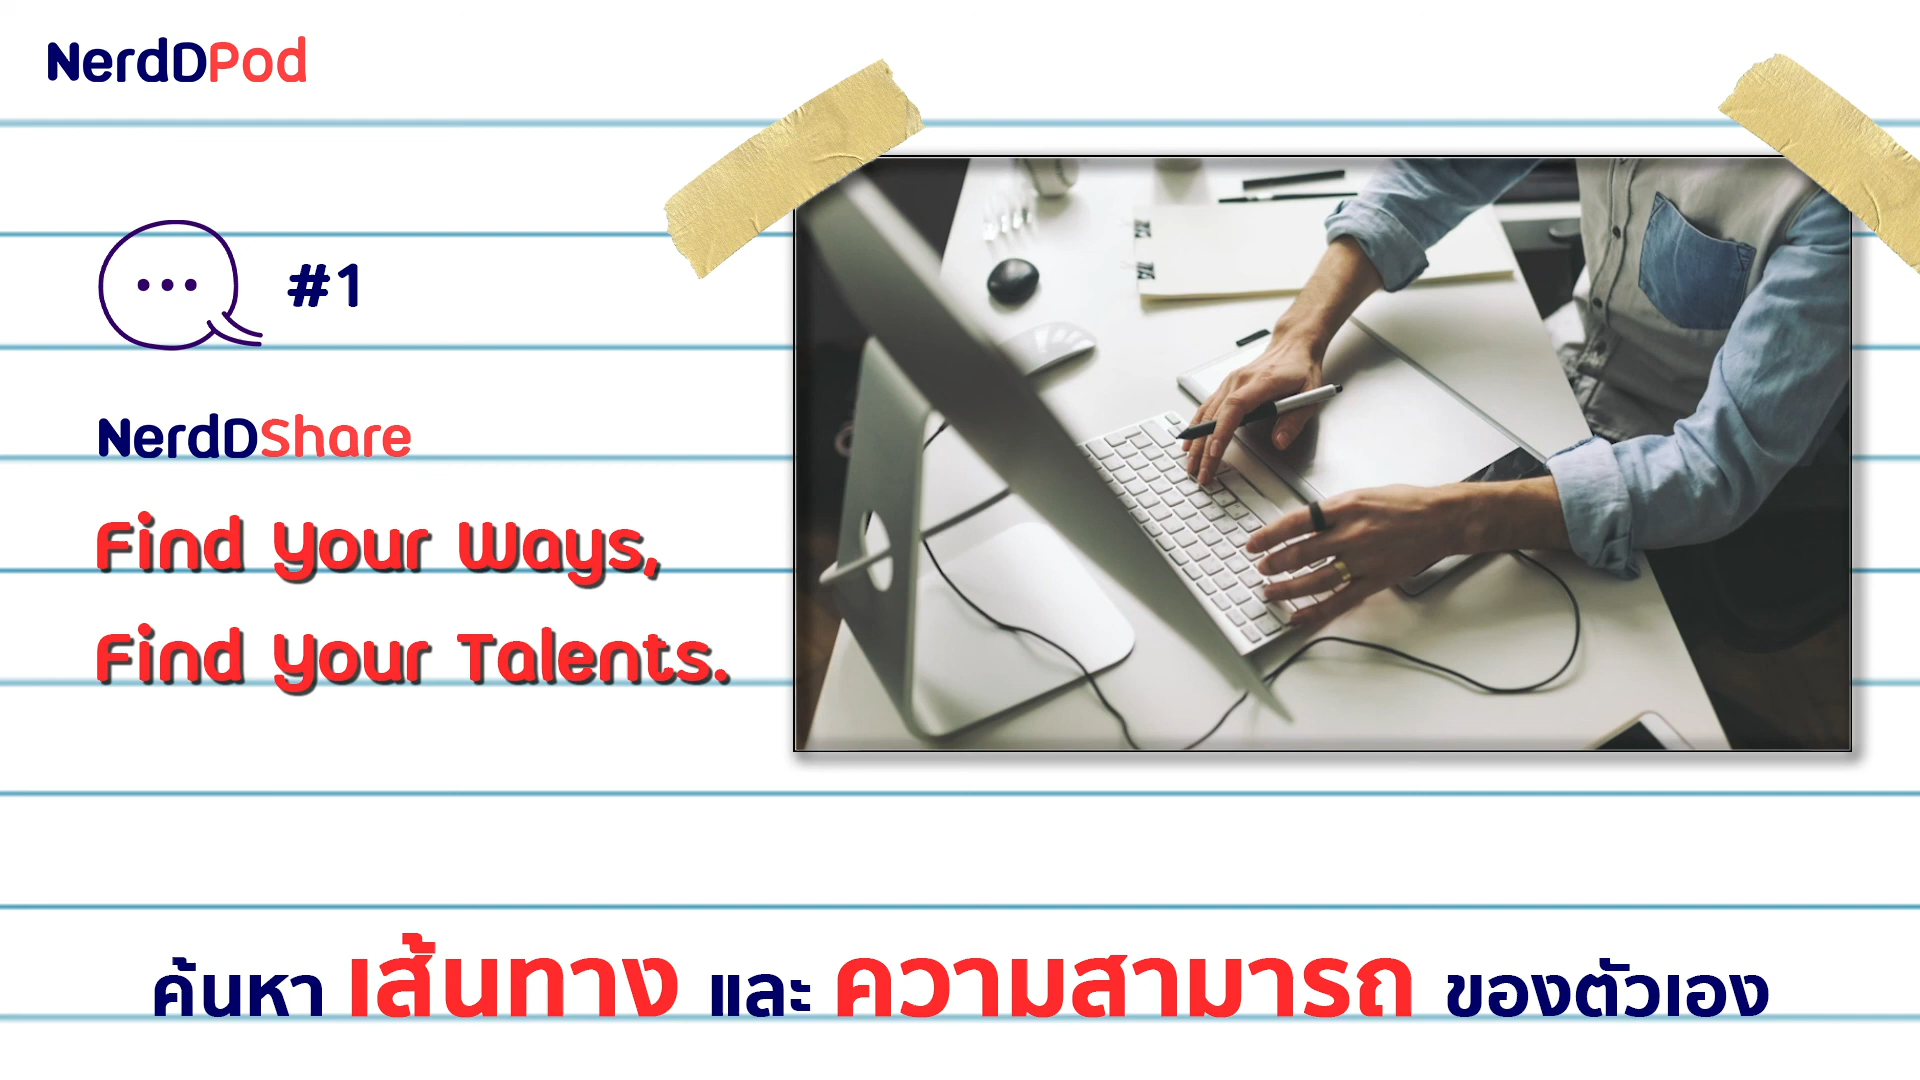 NerdDPod
#1
NerdDShare
Find Your Ways,
Find Your Talents.
ค้นหา เส้นทาง และ ความสามารถ ของตัวเอง